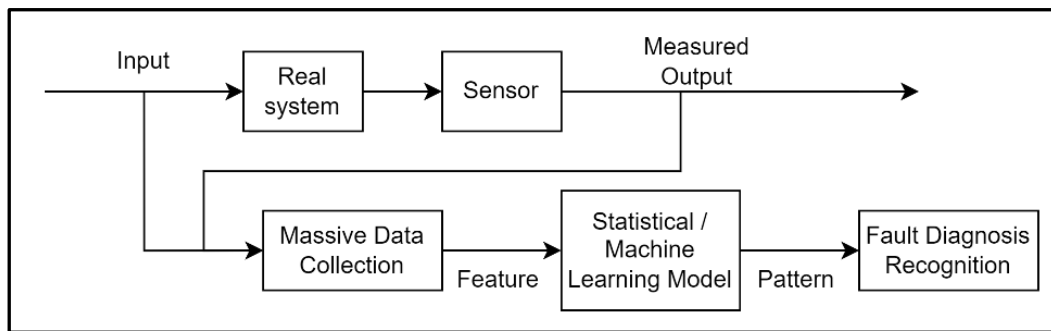 Input
Real
system
Sensor
Measured
Output
Massive Data
Collection
Feature
Statistical /
Machine
Learning Model
Pattern
Fault Diagnosis
Recognition